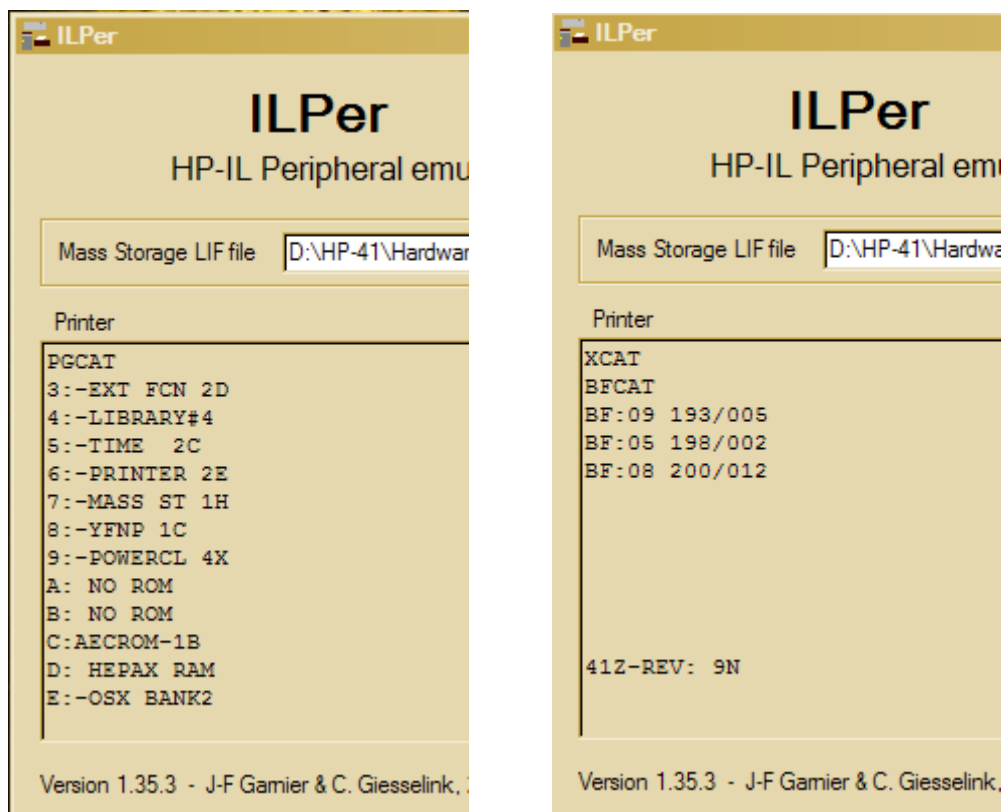 ILPer
ILPer
HP-IL Peripheral emu
Mass Storage LIF file D:\HP-41\Hardwar
Printer
PGCAT
3:-EXT FCN 2D
4:-LIBRARY#4
5:-TIME  2C
6:-PRINTER 2E
7:-MASS ST 1H
8:-YFNP 1C
9:-POWERCL 4X
A: NO ROM
B: NO ROM
C:AECROM-1B
D: HEPAX RAM
E:-OSX BANK2
Version 1.35.3 - J-F Garnier & C. Giesselink,
ILPer
ILPer
HP-IL Peripheral emu
Mass Storage LIF file D:\HP-41\Hardwa
Printer
XCAT
BFCAT
BF:09 193/005
BF:05 198/002
BF:08 200/012
41Z-REV: 9N
Version 1.35.3 - J-F Garnier & C. Giesselink,